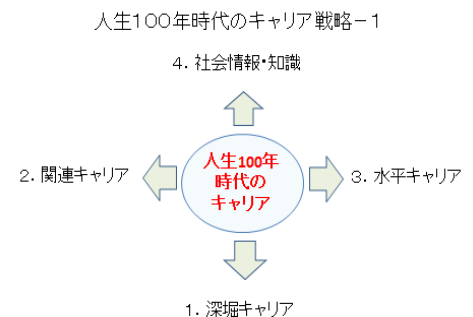 人生100年時代のキャリア戦略－1
4．社会情報・知識
人生100年
時代の
キャリア
2．関連キャリア
3．水平キャリア
1．深堀キャリア